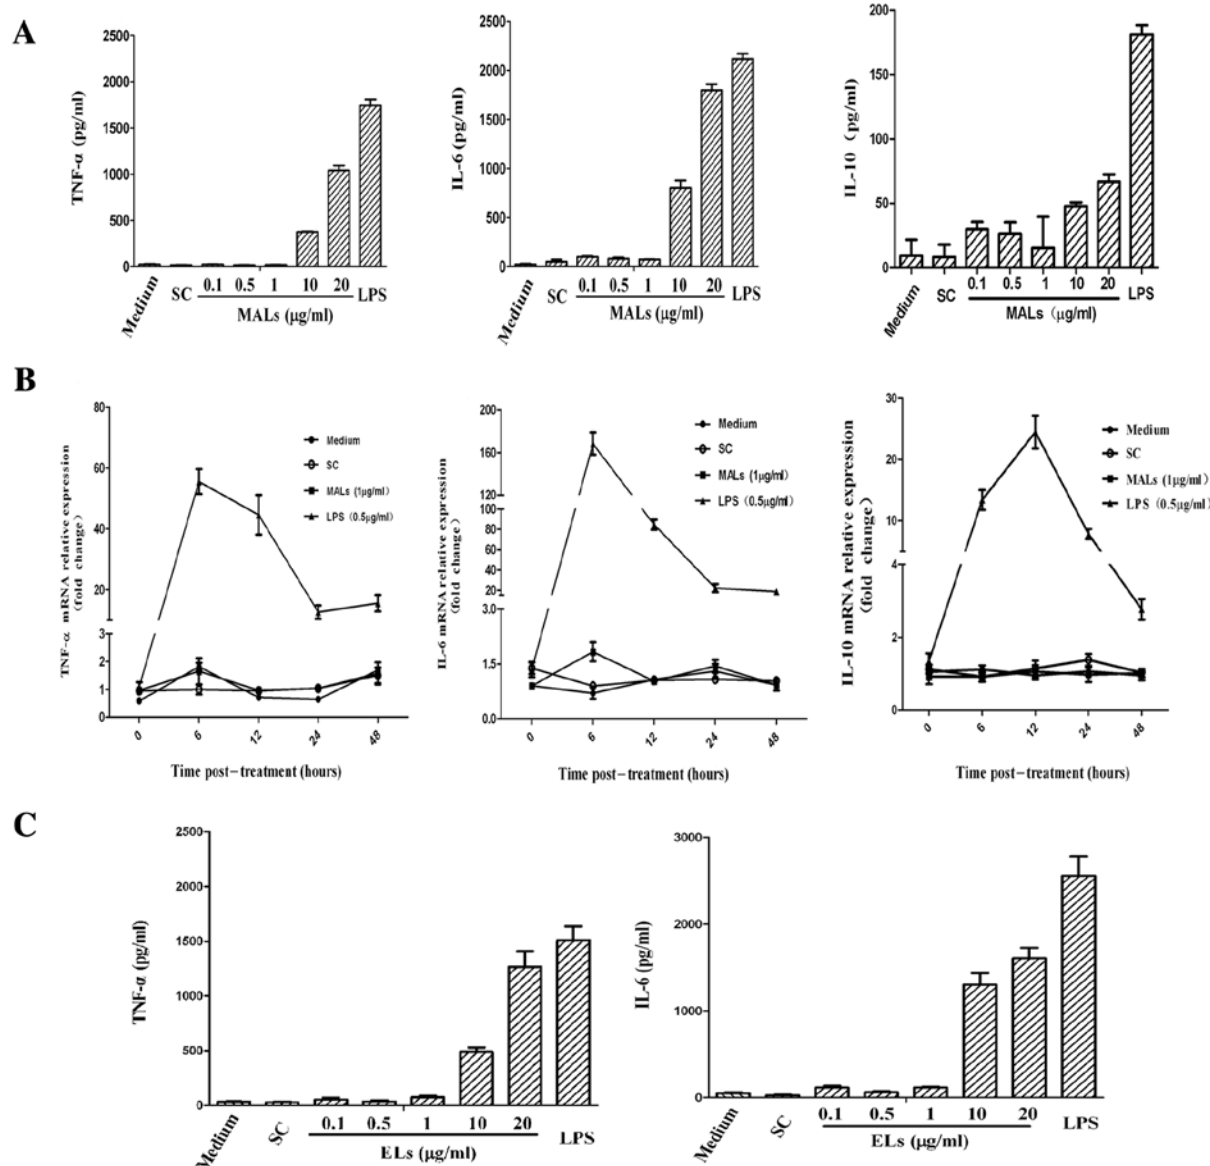 A
TNF-α (pg/ml)
2500
2000
1500
1000
500
0
Medium
SC
0.1 0.5 1 10 20
LPS
MALs (μg/ml)
IL-6 (pg/ml)
2500
2000
1500
1000
500
0
Medium
SC
0.1 0.5 1 10 20
LPS
MALs (μg/ml)
IL-10 (pg/ml)
200
150
100
50
0
Medium
SC
0.1 0.5 1 10 20
LPS
MALs (μg/ml)
B
TNF-α mRNA relative expression
(fold change)
80
60
40
20
3
2
1
0
Medium
SC
MALs (1μg/ml)
LPS (0.5μg/ml)
0 6 12 24 48
Time post-treatment (hours)
IL-6 mRNA relative expression
(fold change)
200
180
160
140
120
100
80
60
40
20
3.0
1.5
0.0
Medium
SC
MALs (1μg/ml)
LPS (0.5μg/ml)
0 6 12 24 48
Time post-treatment (hours)
IL-10 mRNA relative expression
(fold change)
30
20
10
4
2
0
Medium
SC
MALs (1μg/ml)
LPS (0.5μg/ml)
0 6 12 24 48
Time post-treatment (hours)
C
TNF-α (pg/ml)
2500
2000
1500
1000
500
0
Medium
SC
0.1 0.5 1 10 20
LPS
ELs (μg/ml)
IL-6 (pg/ml)
3000
2000
1000
0
Medium
SC
0.1 0.5 1 10 20
LPS
ELs (μg/ml)